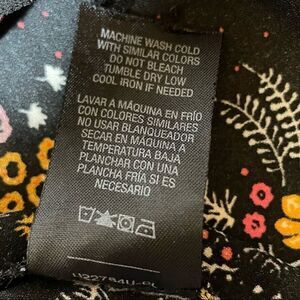 MACHINE WASH COLD
WITH SIMILAR COLORS
DO NOT BLEACH
TUMBLE DRY LOW
COOL IRON IF NEEDED
LAVAR A MÁQUINA EN FRÍO
CON COLORES SIMILARES
NO USAR BLANQUEADOR
SECAR EN MÁQUINA A
TEMPERATURA BAJA
PLANCHAR CON UNA
PLANCHA FRÍA SI ES
NECESARIO